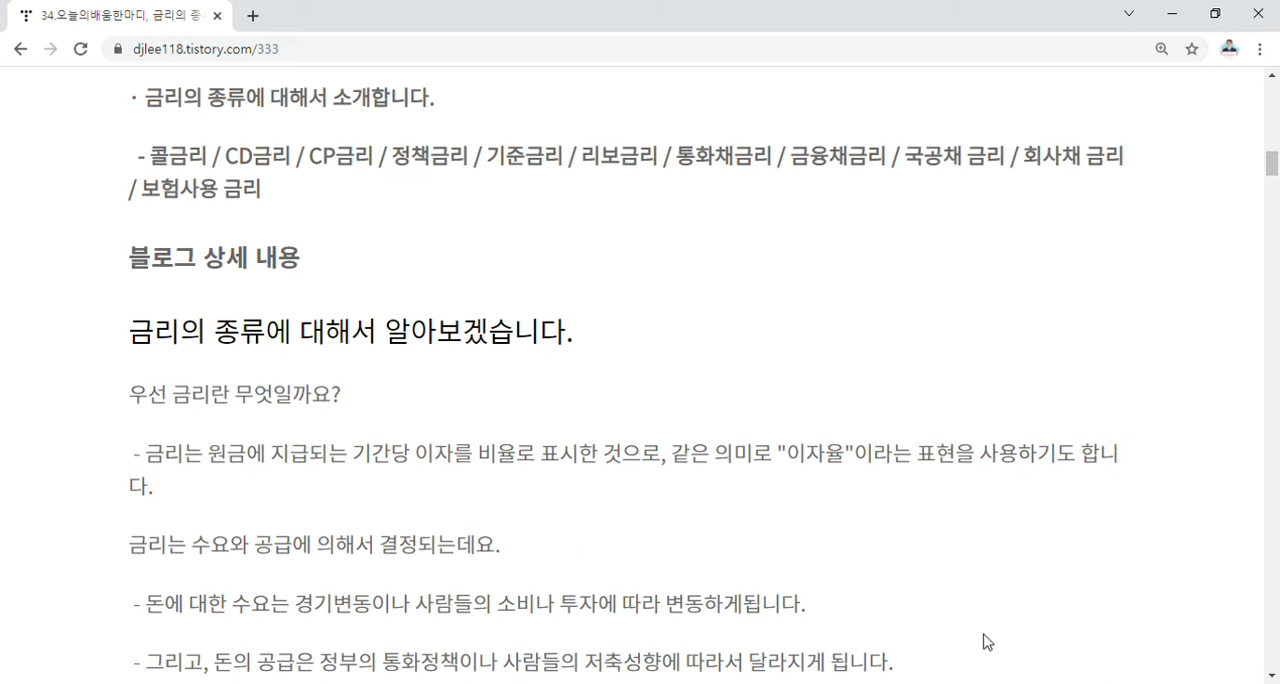 34.오늘의배움한마디, 금리의 종
djlee118.tistory.com/333
· 금리의 종류에 대해서 소개합니다.
- 콜금리 / CD금리 / CP금리 / 정책금리 / 기준금리 / 리보금리 / 통화채금리 / 금융채금리 / 국공채 금리 / 회사채 금리
/ 보험사용 금리
블로그 상세 내용
금리의 종류에 대해서 알아보겠습니다.
우선 금리란 무엇일까요?
- 금리는 원금에 지급되는 기간당 이자를 비율로 표시한 것으로, 같은 의미로 "이자율"이라는 표현을 사용하기도 합니
다.
금리는 수요와 공급에 의해서 결정되는데요.
- 돈에 대한 수요는 경기변동이나 사람들의 소비나 투자에 따라 변동하게됩니다.
- 그리고, 돈의 공급은 정부의 통화정책이나 사람들의 저축성향에 따라서 달라지게 됩니다.